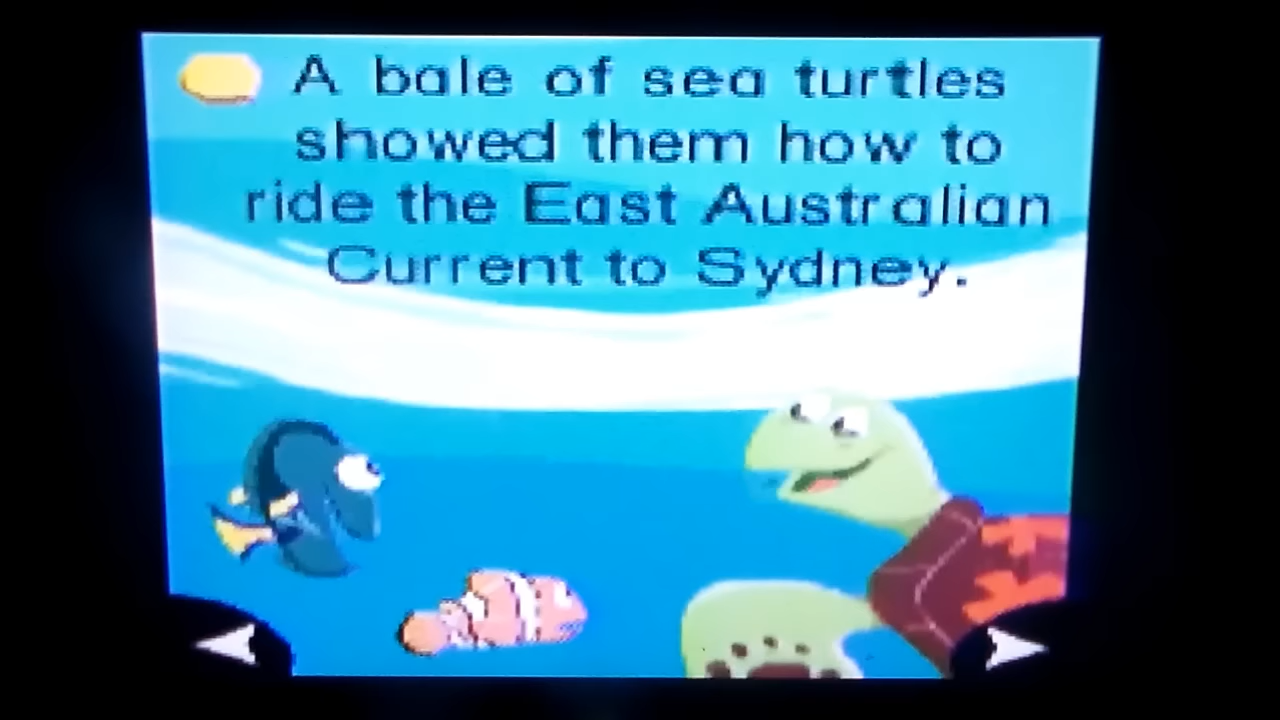 A bale of sea turtles
showed them how to
ride the East Australian
Current to Sydney.